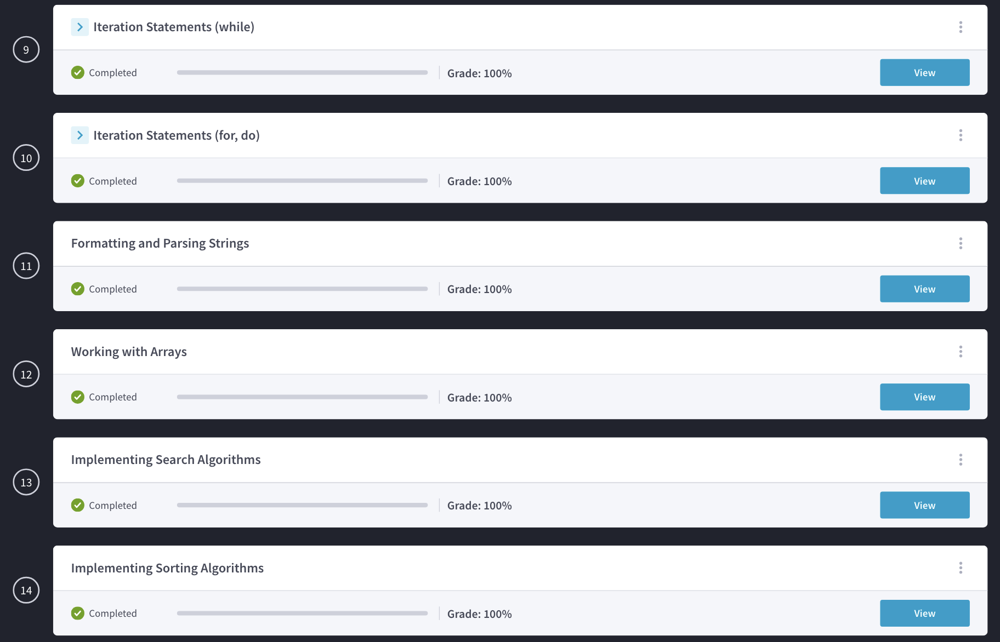 9
Iteration Statements (while)
Completed
Grade: 100%
View
10
Iteration Statements (for, do)
Completed
Grade: 100%
View
11
Formatting and Parsing Strings
Completed
Grade: 100%
View
12
Working with Arrays
Completed
Grade: 100%
View
13
Implementing Search Algorithms
Completed
Grade: 100%
View
14
Implementing Sorting Algorithms
Completed
Grade: 100%
View